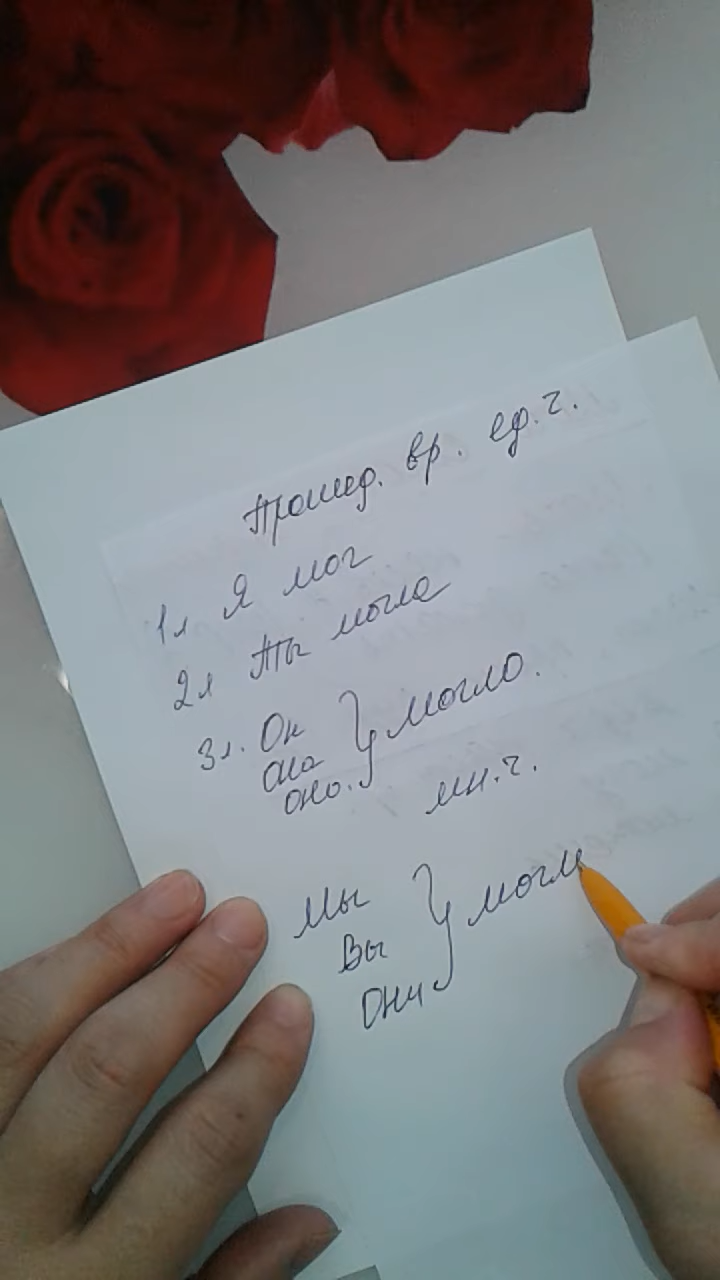 Прошед. вр. ед.ч.
1л Я мог
2л Ты могла
3л. Он
Она
оно. } могло.
мн.ч.
Мы
Вы } могли
Они